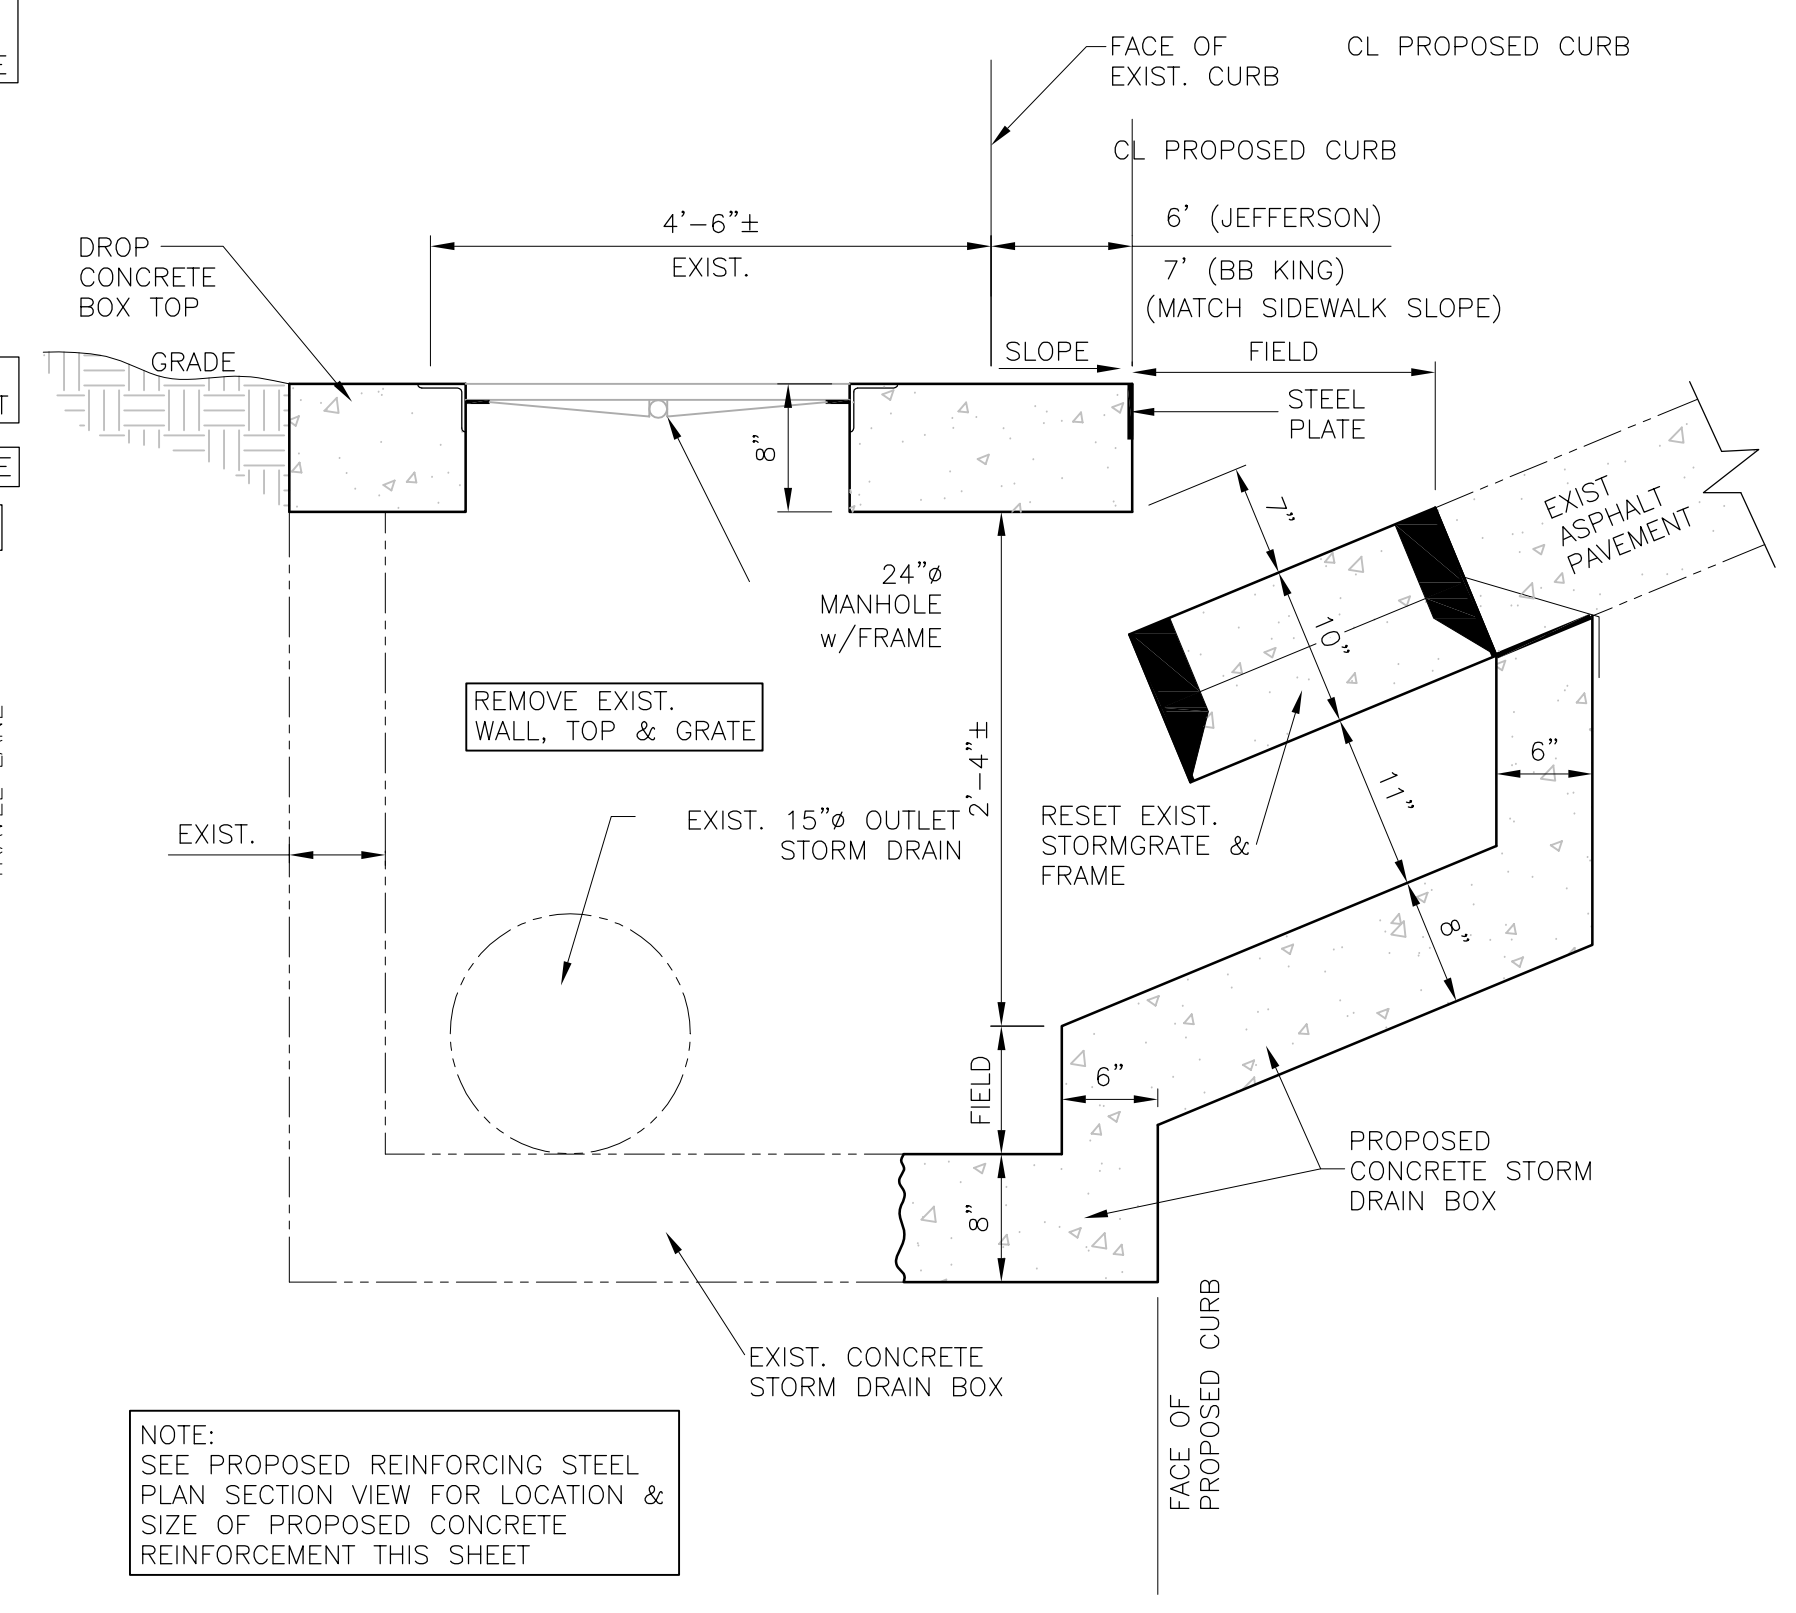 FACE OF
EXIST. CURB
CL PROPOSED CURB
CL PROPOSED CURB
4'-6"±
EXIST.
6' (JEFFERSON)
7' (BB KING)
(MATCH SIDEWALK SLOPE)
DROP
CONCRETE
BOX TOP
GRADE
SLOPE
FIELD
STEEL
PLATE
8"
7"
EXIST
ASPHALT
PAVEMENT
24"ø
MANHOLE
w/FRAME
10"
REMOVE EXIST.
WALL, TOP & GRATE
2'-4"±
6"
11"
EXIST. 15"ø OUTLET
STORM DRAIN
EXIST.
RESET EXIST.
STORMGRATE &
FRAME
8"
FIELD
6"
PROPOSED
CONCRETE STORM
DRAIN BOX
8"
EXIST. CONCRETE
STORM DRAIN BOX
FACE OF
PROPOSED CURB
NOTE:
SEE PROPOSED REINFORCING STEEL
PLAN SECTION VIEW FOR LOCATION &
SIZE OF PROPOSED CONCRETE
REINFORCEMENT THIS SHEET